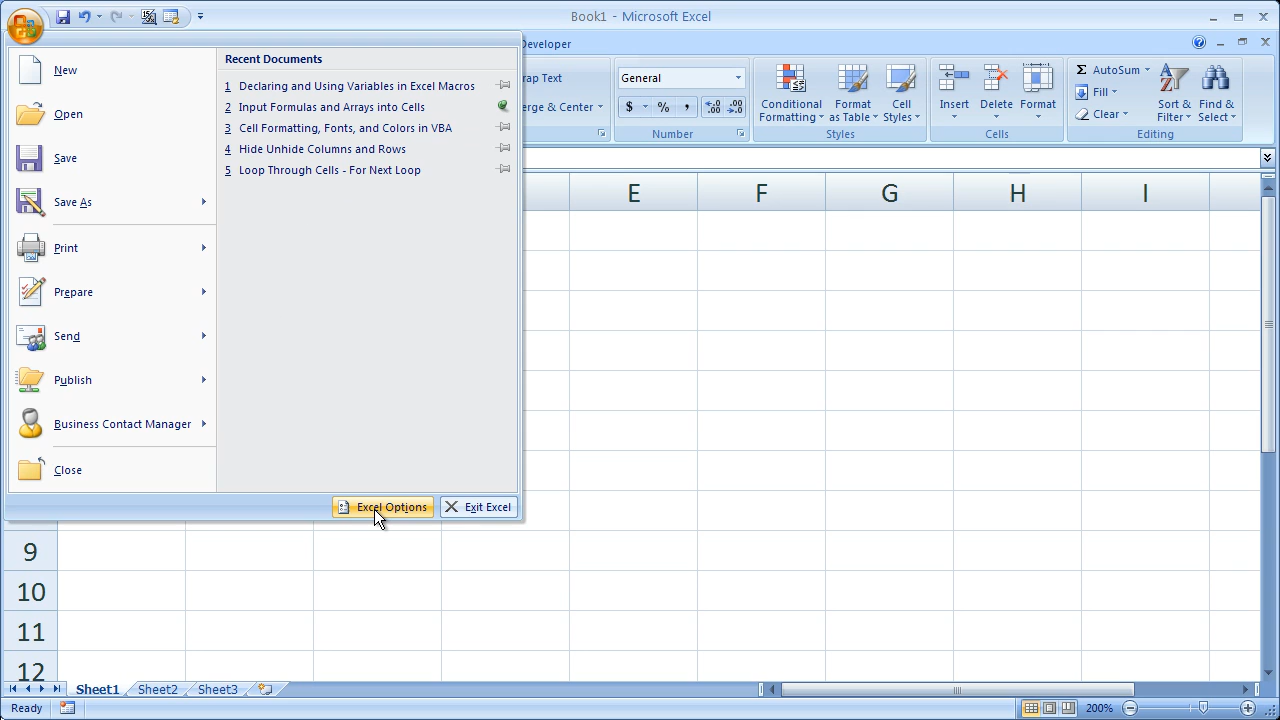 Book1 - Microsoft Excel
Developer
New
Open
Save
Save As
Print
Prepare
Send
Publish
Business Contact Manager
Close
Recent Documents
1 Declaring and Using Variables in Excel Macros
2 Input Formulas and Arrays into Cells
3 Cell Formatting, Fonts, and Colors in VBA
4 Hide Unhide Columns and Rows
5 Loop Through Cells - For Next Loop
Excel Options
Exit Excel
rap Text
erge & Center
General
$ % ,
Number
Conditional Formatting
Format as Table
Cell Styles
Styles
Insert
Delete
Format
Cells
Σ AutoSum
Fill
Clear
Sort & Filter
Find & Select
Editing
E F G H I
9
10
11
12
Sheet1 Sheet2 Sheet3
Ready
200%